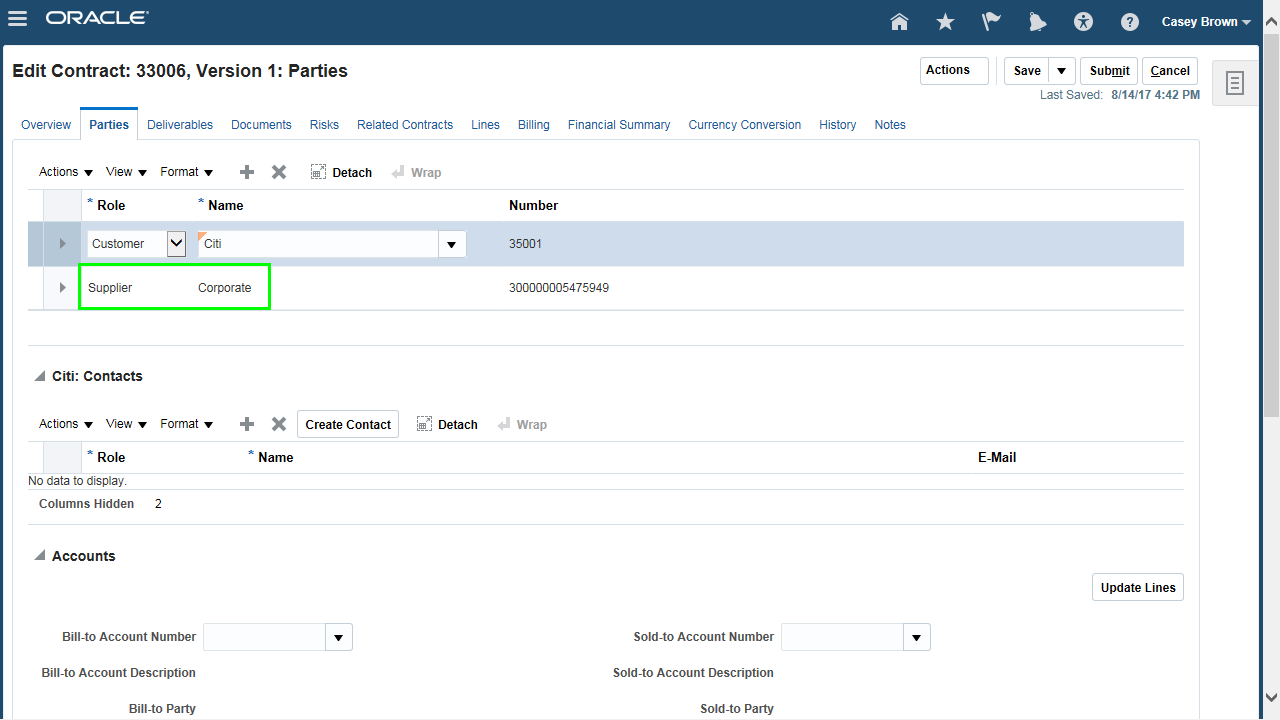 ORACLE
Casey Brown
Edit Contract: 33006, Version 1: Parties
Actions Save Submit Cancel
Last Saved: 8/14/17 4:42 PM
Overview Parties Deliverables Documents Risks Related Contracts Lines Billing Financial Summary Currency Conversion History Notes
Actions View Format Detach Wrap
* Role * Name Number
Customer Citi 35001
Supplier Corporate 300000005475949
Citi: Contacts
Actions View Format Create Contact Detach Wrap
* Role * Name E-Mail
No data to display.
Columns Hidden 2
Accounts
Update Lines
Bill-to Account Number Sold-to Account Number
Bill-to Account Description Sold-to Account Description
Bill-to Party Sold-to Party